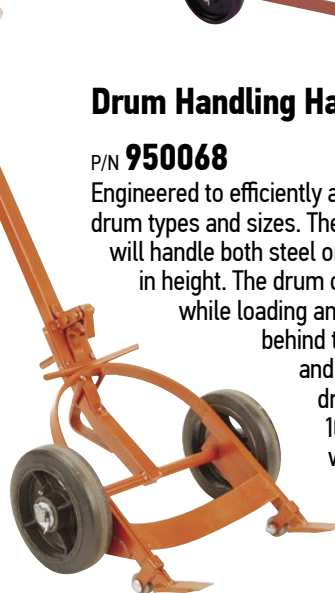 Drum Handling Ha
P/N 950068
Engineered to efficiently a
drum types and sizes. The
will handle both steel o
in height. The drum
while loading an
behind t
and
dr
10